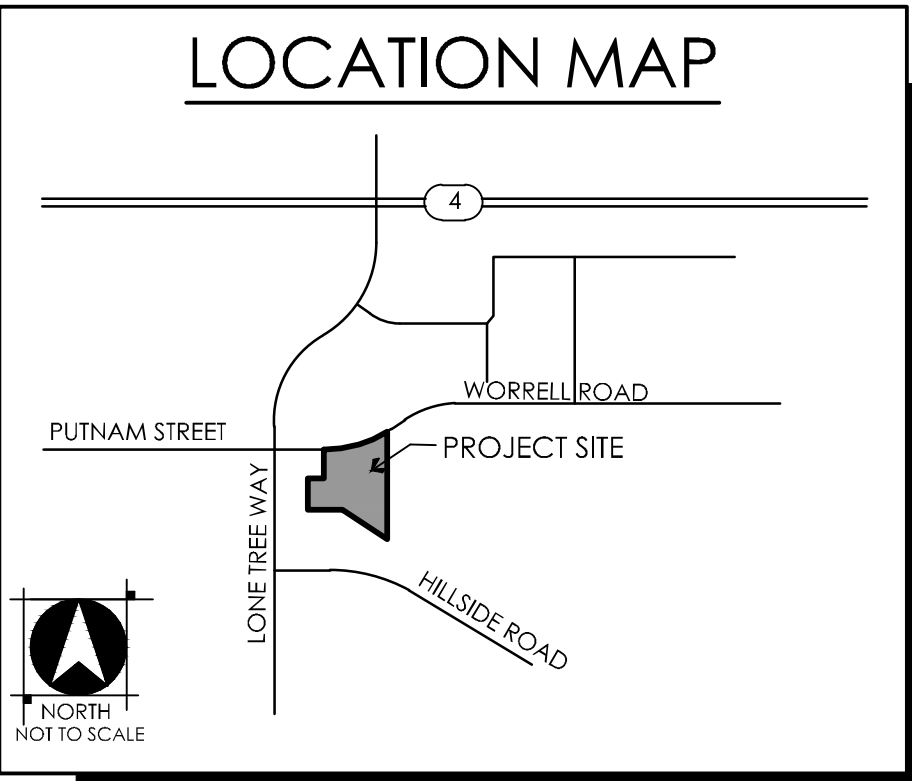 LOCATION MAP
4
WORRELL ROAD
PUTNAM STREET
PROJECT SITE
LONE TREE WAY
HILLSIDE ROAD
NORTH
NOT TO SCALE